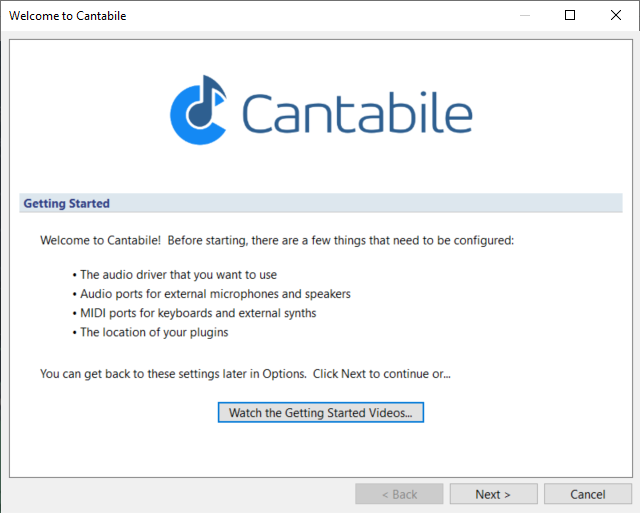 Welcome to Cantabile
Cantabile
Getting Started
Welcome to Cantabile! Before starting, there are a few things that need to be configured:
• The audio driver that you want to use
• Audio ports for external microphones and speakers
• MIDI ports for keyboards and external synths
• The location of your plugins
You can get back to these settings later in Options. Click Next to continue or...
Watch the Getting Started Videos...
< Back Next > Cancel